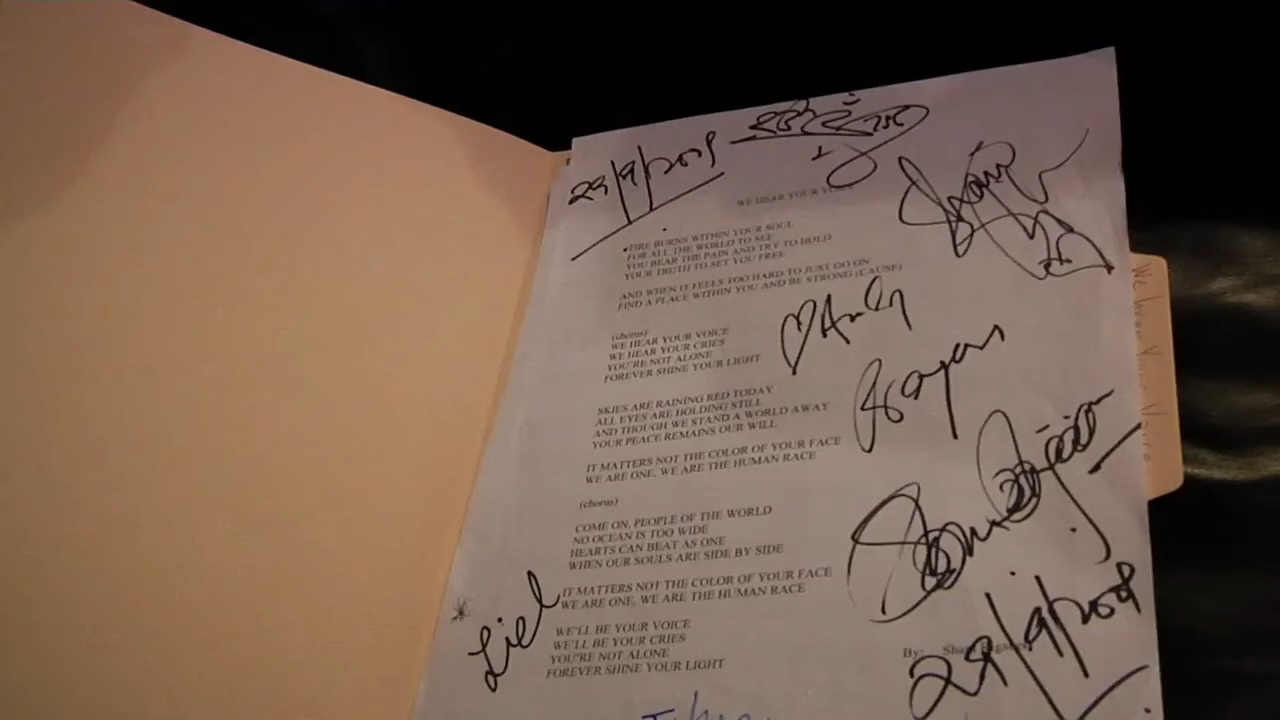 29/9/2009
WE HEAR YOUR VOICE
FIRE BURNS WITHIN YOUR SOUL
FOR ALL THE WORLD TO SEE
YOU BEAR THE PAIN AND TRY TO HOLD
YOUR TRUTH TO SET YOU FREE
AND WHEN IT FEELS TOO HARD TO JUST GO ON
FIND A PLACE WITHIN YOU AND BE STRONG (CAUSE)
(chorus)
WE HEAR YOUR VOICE
WE HEAR YOUR CRIES
YOU'RE NOT ALONE
FOREVER SHINE YOUR LIGHT
SKIES ARE RAINING RED TODAY
ALL EYES ARE HOLDING STILL
AND THOUGH WE STAND A WORLD AWAY
YOUR PEACE REMAINS OUR WILL
IT MATTERS NOT THE COLOR OF YOUR FACE
WE ARE ONE, WE ARE THE HUMAN RACE
(chorus)
COME ON, PEOPLE OF THE WORLD
NO OCEAN IS TOO WIDE
HEARTS CAN BEAT AS ONE
WHEN OUR SOULS ARE SIDE BY SIDE
IT MATTERS NOT THE COLOR OF YOUR FACE
WE ARE ONE, WE ARE THE HUMAN RACE
Liel
WE'LL BE YOUR VOICE
WE'LL BE YOUR CRIES
YOU'RE NOT ALONE
FOREVER SHINE YOUR LIGHT
By:
29/9/2009
We hear Your Voice